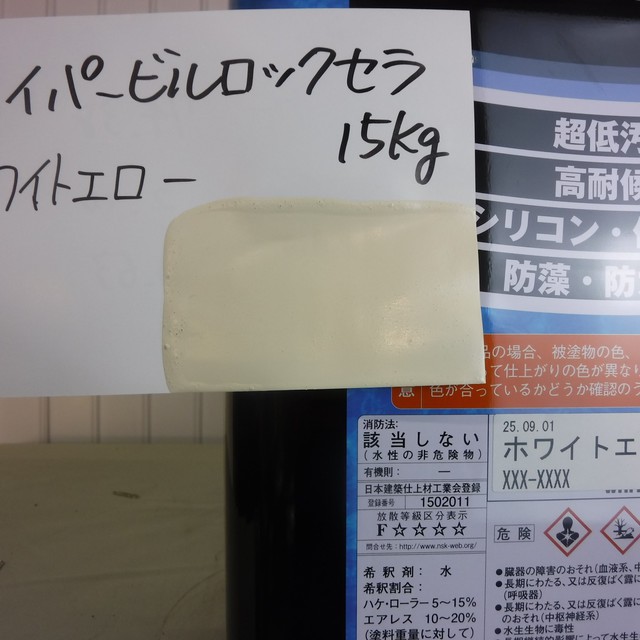 イパービルロックセラ
15kg
ワイトエロー
超低汚
高耐候
シリコン・
防藻・防
品の場合、被塗物の色、
て仕上がりの色が異な
意 色が合っているかどうか確認のう
消防法:
該当しない
(水性の非危険物)
有機則: ー
日本建築仕上材工業会登録
登録番号 1502011
放散等級区分表示
F☆☆☆☆
問合せ先:http://www.nsk-web.org/
希釈剤: 水
希釈割合:
ハケ・ローラー 5~15%
エアレス 10~20%
(塗料重量に対して)
25.09.01
ホワイトエ
XXX-XXXX
危険
●臓器の障害のおそれ(血液系、中
●長期にわたる、又は反復ばく露に
(呼吸器)
●長期にわたる、又は反復ばく露に
のおそれ(中枢神経系)
●水生生物に毒性